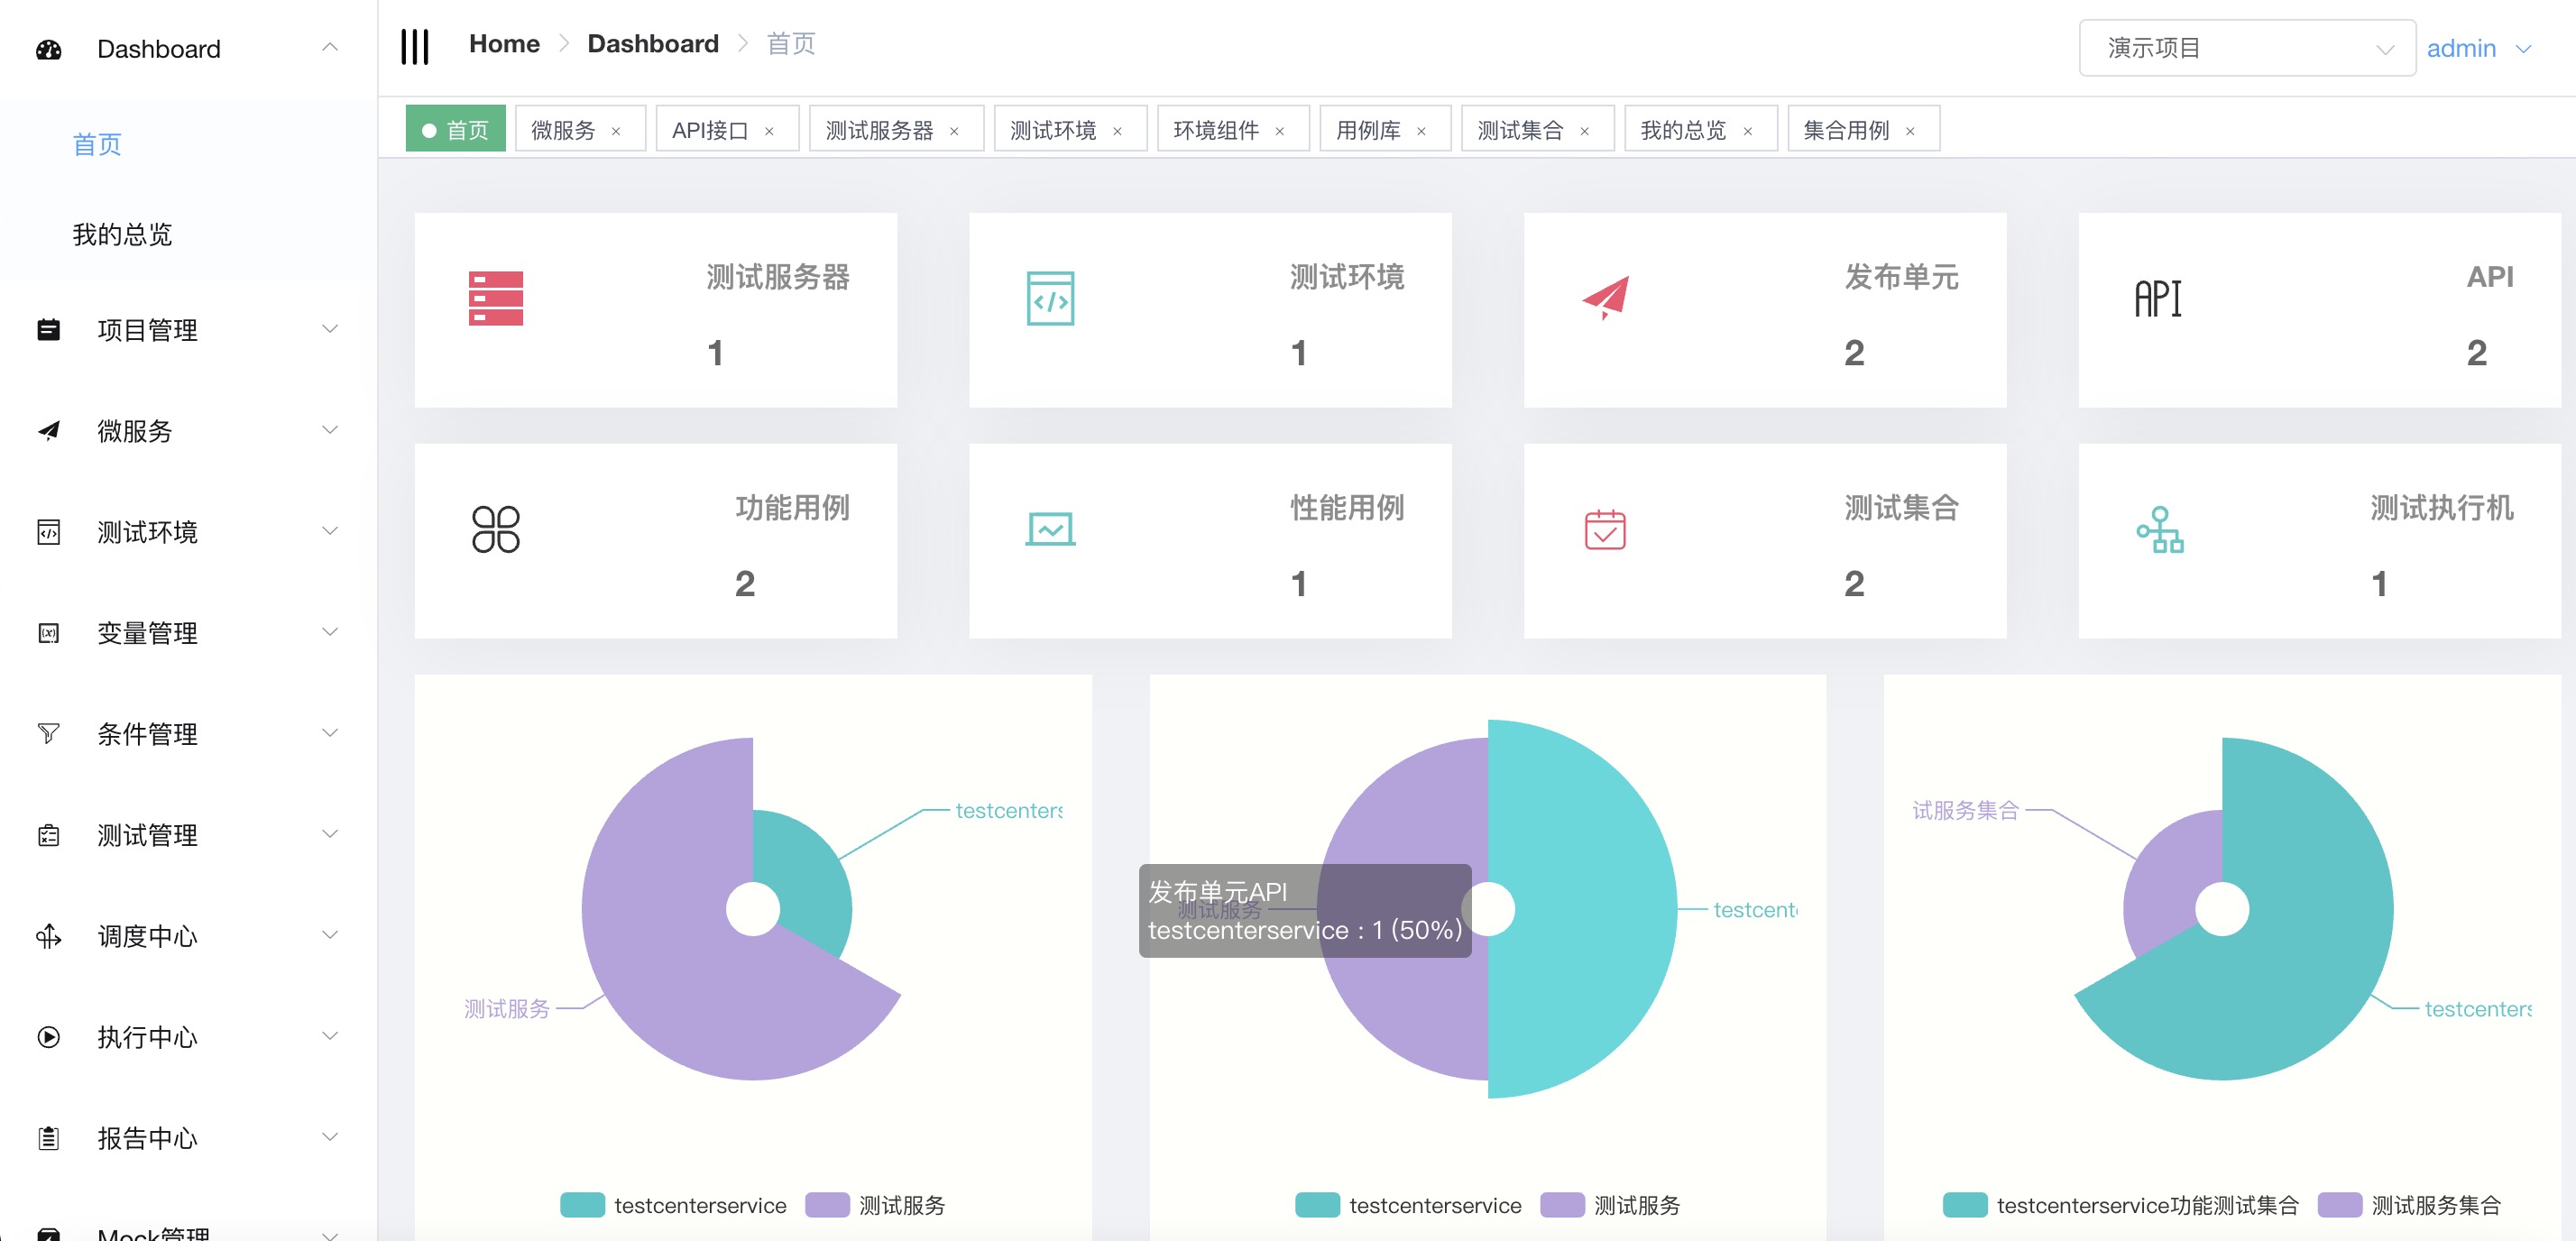 Dashboard
首页
我的总览
项目管理
微服务
测试环境
变量管理
条件管理
测试管理
调度中心
执行中心
报告中心
Mock管理
Home Dashboard 首页
演示项目 admin
首页 微服务 × API接口 × 测试服务器 × 测试环境 × 环境组件 × 用例库 × 测试集合 × 我的总览 × 集合用例 ×
测试服务器
1
测试环境
1
发布单元
2
API
API
2
功能用例
2
性能用例
1
测试集合
2
测试执行机
1
testcenters
测试服务
testcenterservice 测试服务
发布单元API
测试服务
testcenterservice : 1 (50%)
testcent
testcenterservice 测试服务
试服务集合
testcenters
testcenterservice功能测试集合 测试服务集合